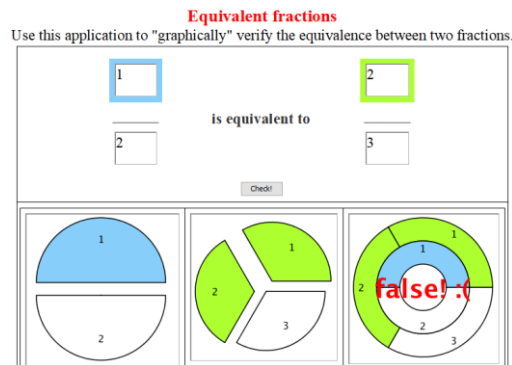 Equivalent fractions
Use this application to "graphically" verify the equivalence between two fractions.
1
2
is equivalent to
2
3
Check!
1
2
1
2
3
1
1
2
false! :(
2
3